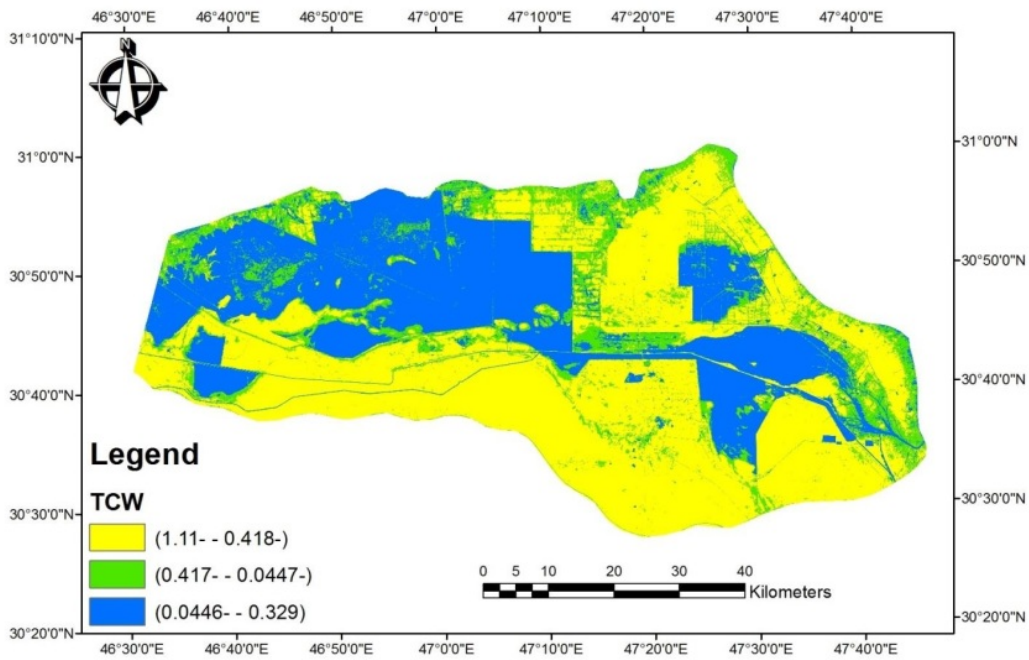 46°30'0"E 46°40'0"E 46°50'0"E 47°0'0"E 47°10'0"E 47°20'0"E 47°30'0"E 47°40'0"E
31°10'0"N
N
31°0'0"N
31°0'0"N
30°50'0"N
30°50'0"N
30°40'0"N
30°40'0"N
30°30'0"N
30°30'0"N
30°20'0"N
30°20'0"N
Legend
TCW
(1.11- - 0.418-)
(0.417- - 0.0447-)
(0.0446- - 0.329)
0 5 10 20 30 40
Kilometers
46°30'0"E 46°40'0"E 46°50'0"E 47°0'0"E 47°10'0"E 47°20'0"E 47°30'0"E 47°40'0"E